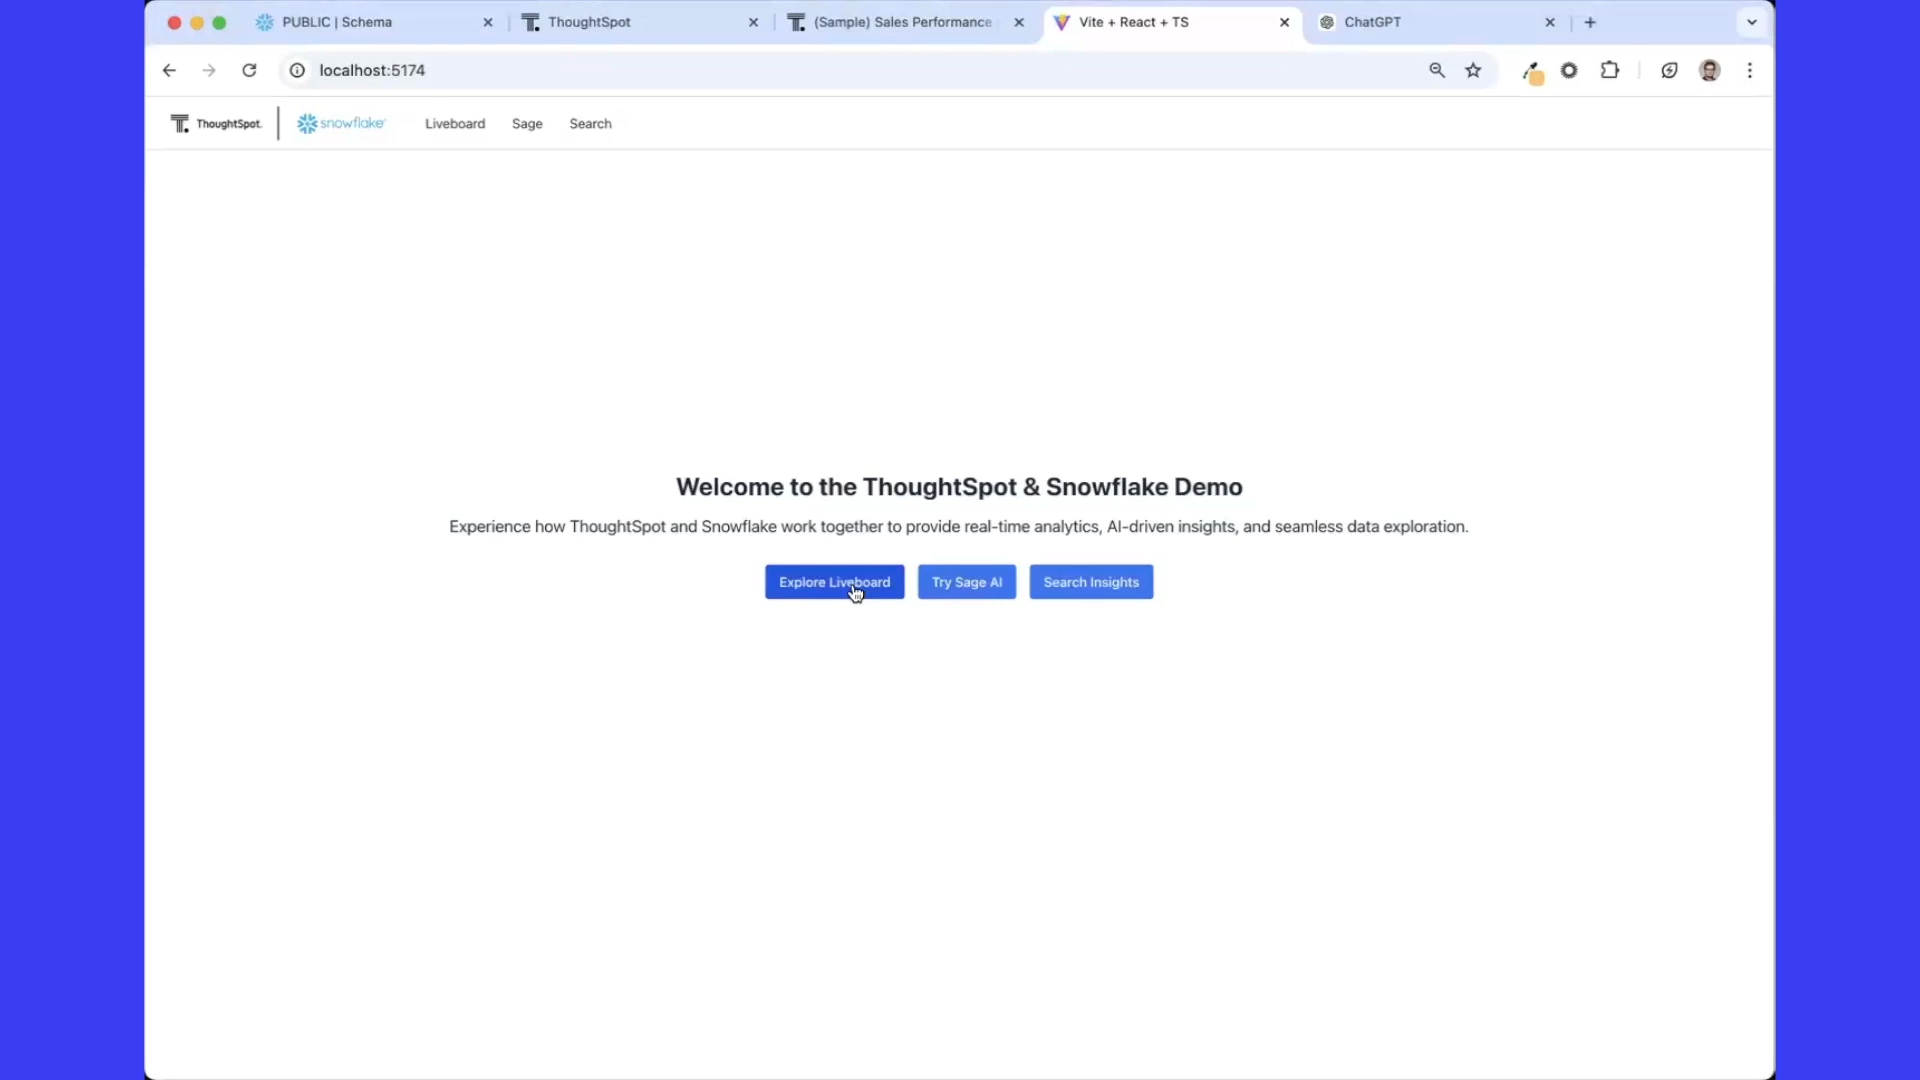 PUBLIC | Schema
ThoughtSpot
(Sample) Sales Performance
Vite + React + TS
ChatGPT
localhost:5174
ThoughtSpot.
snowflake
Liveboard
Sage
Search
Welcome to the ThoughtSpot & Snowflake Demo
Experience how ThoughtSpot and Snowflake work together to provide real-time analytics, AI-driven insights, and seamless data exploration.
Explore Liveboard
Try Sage AI
Search Insights